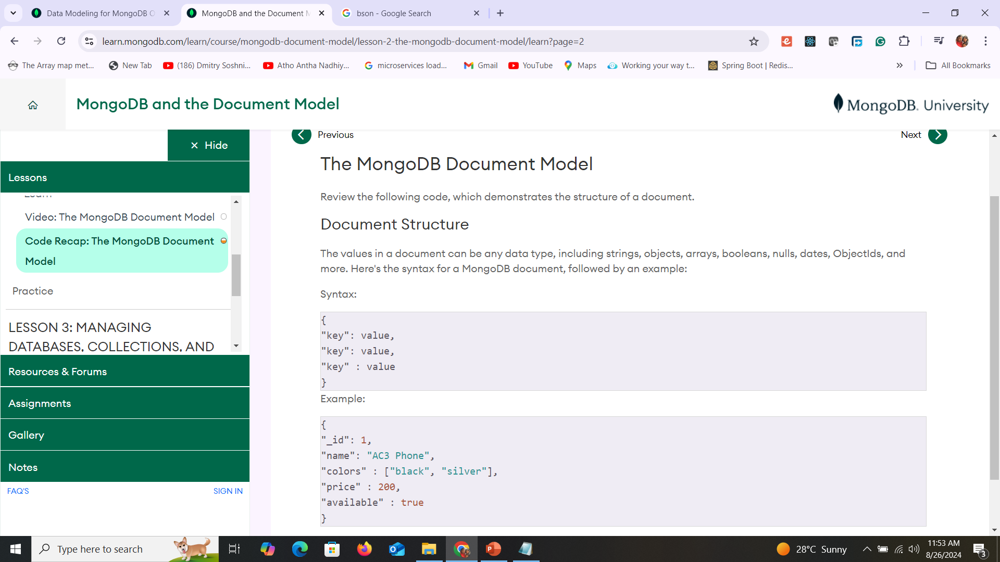 Data Modeling for MongoDB
MongoDB and the Document
bson - Google Search
learn.mongodb.com/learn/course/mongodb-document-model/lesson-2-the-mongodb-document-model/learn?page=2
The Array map met...
New Tab
(186) Dmitry Soshni...
Atho Antha Nadhiy...
microservices load...
Gmail
YouTube
Maps
Working your way t...
Spring Boot | Redis...
All Bookmarks
MongoDB and the Document Model
MongoDB. University
Hide
Previous
Next
The MongoDB Document Model
Lessons
Review the following code, which demonstrates the structure of a document.
Learn
Video: The MongoDB Document Model
Document Structure
Code Recap: The MongoDB Document
Model
The values in a document can be any data type, including strings, objects, arrays, booleans, nulls, dates, ObjectIds, and
more. Here's the syntax for a MongoDB document, followed by an example:
Practice
Syntax:
LESSON 3: MANAGING
DATABASES, COLLECTIONS, AND
{
"key": value,
"key": value,
"key" : value
}
Resources & Forums
Example:
Assignments
{
"_id": 1,
"name": "AC3 Phone",
"colors" : ["black", "silver"],
"price" : 200,
"available" : true
}
Gallery
Notes
FAQ'S
SIGN IN
Type here to search
28°C Sunny
11:53 AM
8/26/2024
3